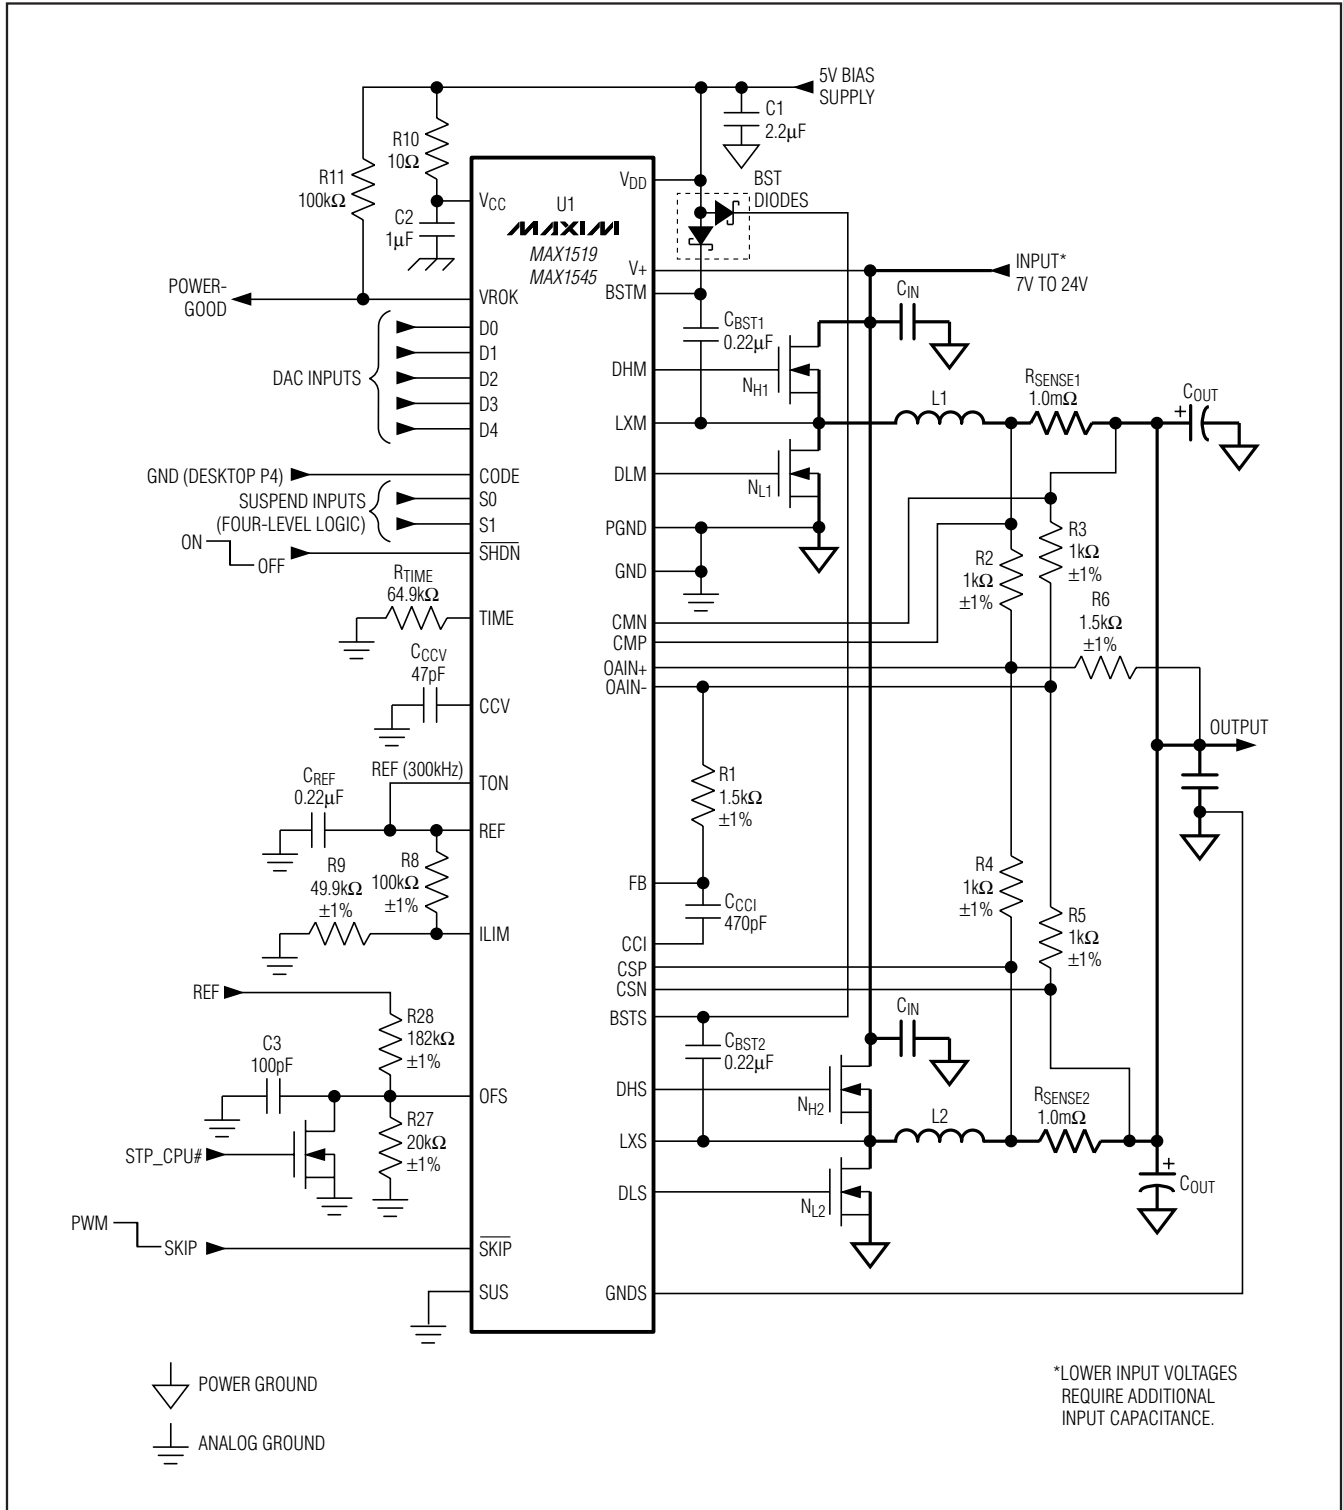 5V BIAS
SUPPLY
C1
2.2µF
R10
10Ω
R11
100kΩ
VCC
C2
1µF
U1
MAXIM
MAX1519
MAX1545
VDD
BST
DIODES
V+
INPUT*
7V TO 24V
BSTM
CIN
POWER-
GOOD
VROK
CBST1
0.22µF
DAC INPUTS
D0
D1
D2
D3
D4
DHM
NH1
LXM
L1
RSENSE1
1.0mΩ
+
COUT
DLM
NL1
GND (DESKTOP P4)
CODE
SUSPEND INPUTS
(FOUR-LEVEL LOGIC)
S0
S1
ON
OFF
SHDN
PGND
GND
R2
1kΩ
±1%
R3
1kΩ
±1%
R6
1.5kΩ
±1%
RTIME
64.9kΩ
TIME
CMN
CMP
OAIN+
OAIN-
CCCV
47pF
CCV
OUTPUT
REF (300kHz)
TON
CREF
0.22µF
REF
R1
1.5kΩ
±1%
R9
49.9kΩ
±1%
R8
100kΩ
±1%
ILIM
FB
CCCI
470pF
CCI
R4
1kΩ
±1%
R5
1kΩ
±1%
CSP
CSN
REF
R28
182kΩ
±1%
BSTS
CBST2
0.22µF
CIN
C3
100pF
OFS
DHS
NH2
R27
20kΩ
±1%
STP_CPU#
LXS
L2
RSENSE2
1.0mΩ
+
COUT
DLS
NL2
PWM
SKIP
SKIP
SUS
GNDS
POWER GROUND
ANALOG GROUND
*LOWER INPUT VOLTAGES
REQUIRE ADDITIONAL
INPUT CAPACITANCE.